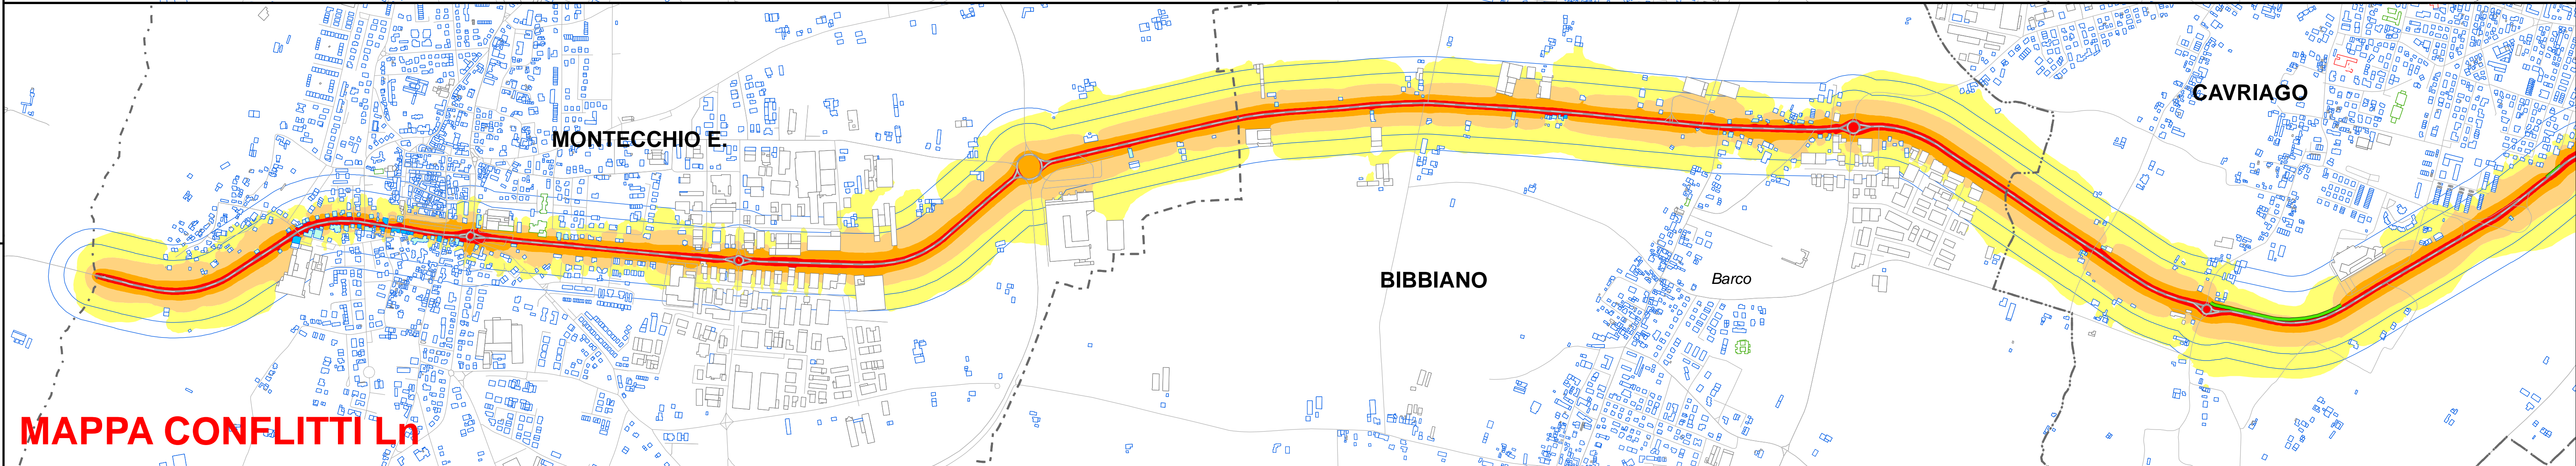 CAVRIAGO
MONTECCHIO E.
BIBBIANO
Barco
MAPPA CONFLITTI Ln